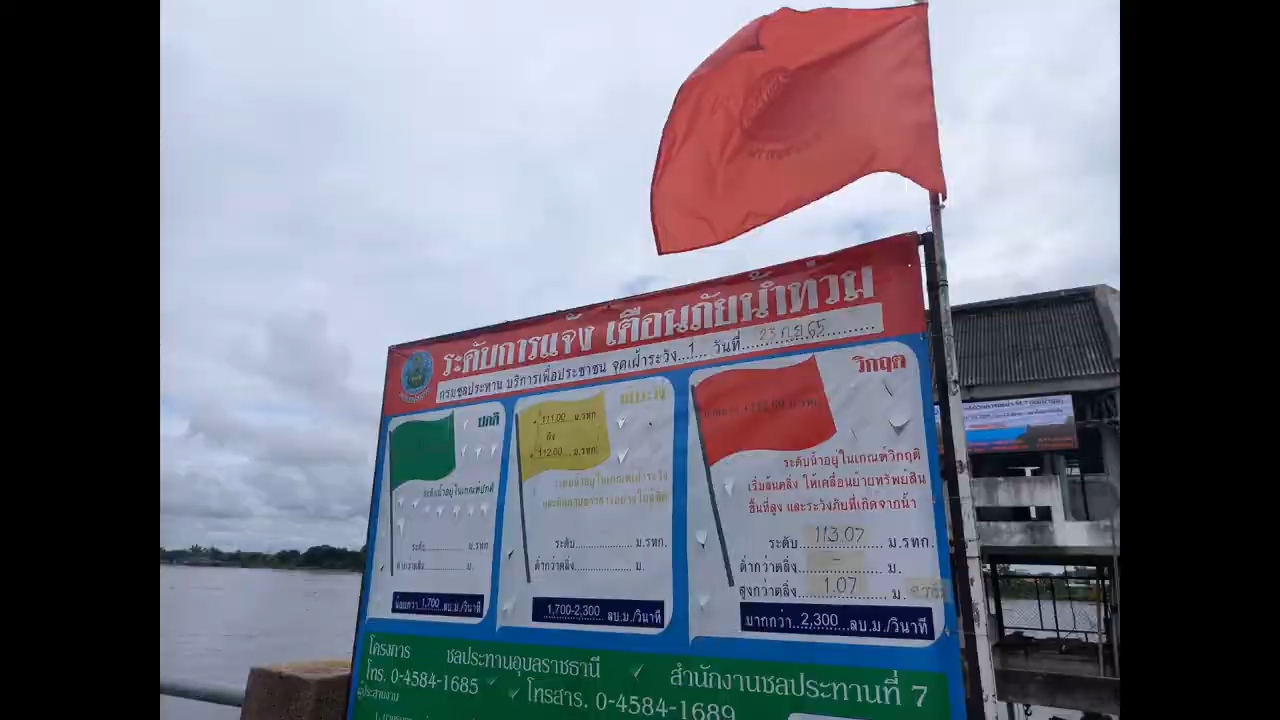 ระดับการแจ้ง เตือนภัยน้ำท่วม
กรมชลประทาน บริการเพื่อประชาชน จุดเฝ้าระวัง...1... วันที่ 23 ก.ย. 65
ปกติ
ระดับน้ำอยู่ในเกณฑ์ปกติ
ระดับ............... ม.รทก.
ต่ำกว่าตลิ่ง............... ม.
น้อยกว่า 1,700 ลบ.ม./วินาที
111.00 ม.รทก.
ถึง
112.00 ม.รทก.
ระดับ............... ม.รทก.
ต่ำกว่าตลิ่ง............... ม.
1,700-2,300 ลบ.ม./วินาที
วิกฤต
ระดับน้ำอยู่ในเกณฑ์วิกฤติ
เริ่มล้นตลิ่ง ให้เคลื่อนย้ายทรัพย์สิน
ขึ้นที่สูง และระวังภัยที่เกิดจากน้ำ
ระดับ 113.07 ม.รทก.
ต่ำกว่าตลิ่ง - ม.
สูงกว่าตลิ่ง 1.07 ม.
มากกว่า 2,300 ลบ.ม./วินาที
โครงการ ชลประทานอุบลราชธานี สำนักงานชลประทานที่ 7
โทร. 0-4584-1685 โทรสาร. 0-4584-1689
ผู้ประสานงาน